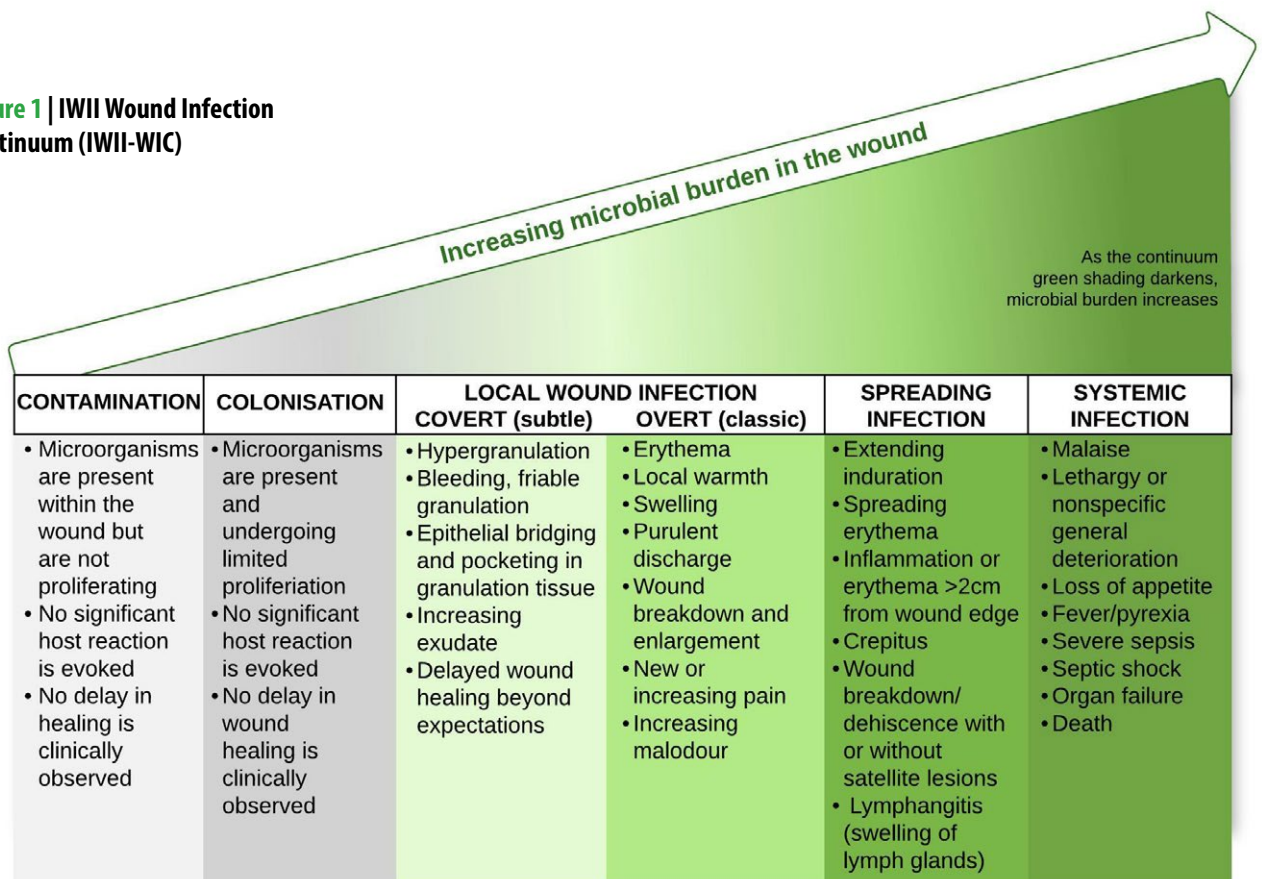 ure 1 | IWII Wound Infection
tinuum (IWII-WIC)
Increasing microbial burden in the wound
As the continuum
green shading darkens,
microbial burden increases
CONTAMINATION
• Microorganisms
are present
within the
wound but
are not
proliferating
• No significant
host reaction
is evoked
• No delay in
healing is
clinically
observed
COLONISATION
• Microorganisms
are present
and
undergoing
limited
proliferiation
• No significant
host reaction
is evoked
• No delay in
wound
healing is
clinically
observed
LOCAL WOUND INFECTION
COVERT (subtle)
• Hypergranulation
• Bleeding, friable
granulation
• Epithelial bridging
and pocketing in
granulation tissue
• Increasing
exudate
• Delayed wound
healing beyond
expectations
OVERT (classic)
• Erythema
• Local warmth
• Swelling
• Purulent
discharge
• Wound
breakdown and
enlargement
• New or
increasing pain
• Increasing
malodour
SPREADING
INFECTION
• Extending
induration
• Spreading
erythema
• Inflammation or
erythema >2cm
from wound edge
• Crepitus
• Wound
breakdown/
dehiscence with
or without
satellite lesions
• Lymphangitis
(swelling of
lymph glands)
SYSTEMIC
INFECTION
• Malaise
• Lethargy or
nonspecific
general
deterioration
• Loss of appetite
• Fever/pyrexia
• Severe sepsis
• Septic shock
• Organ failure
• Death